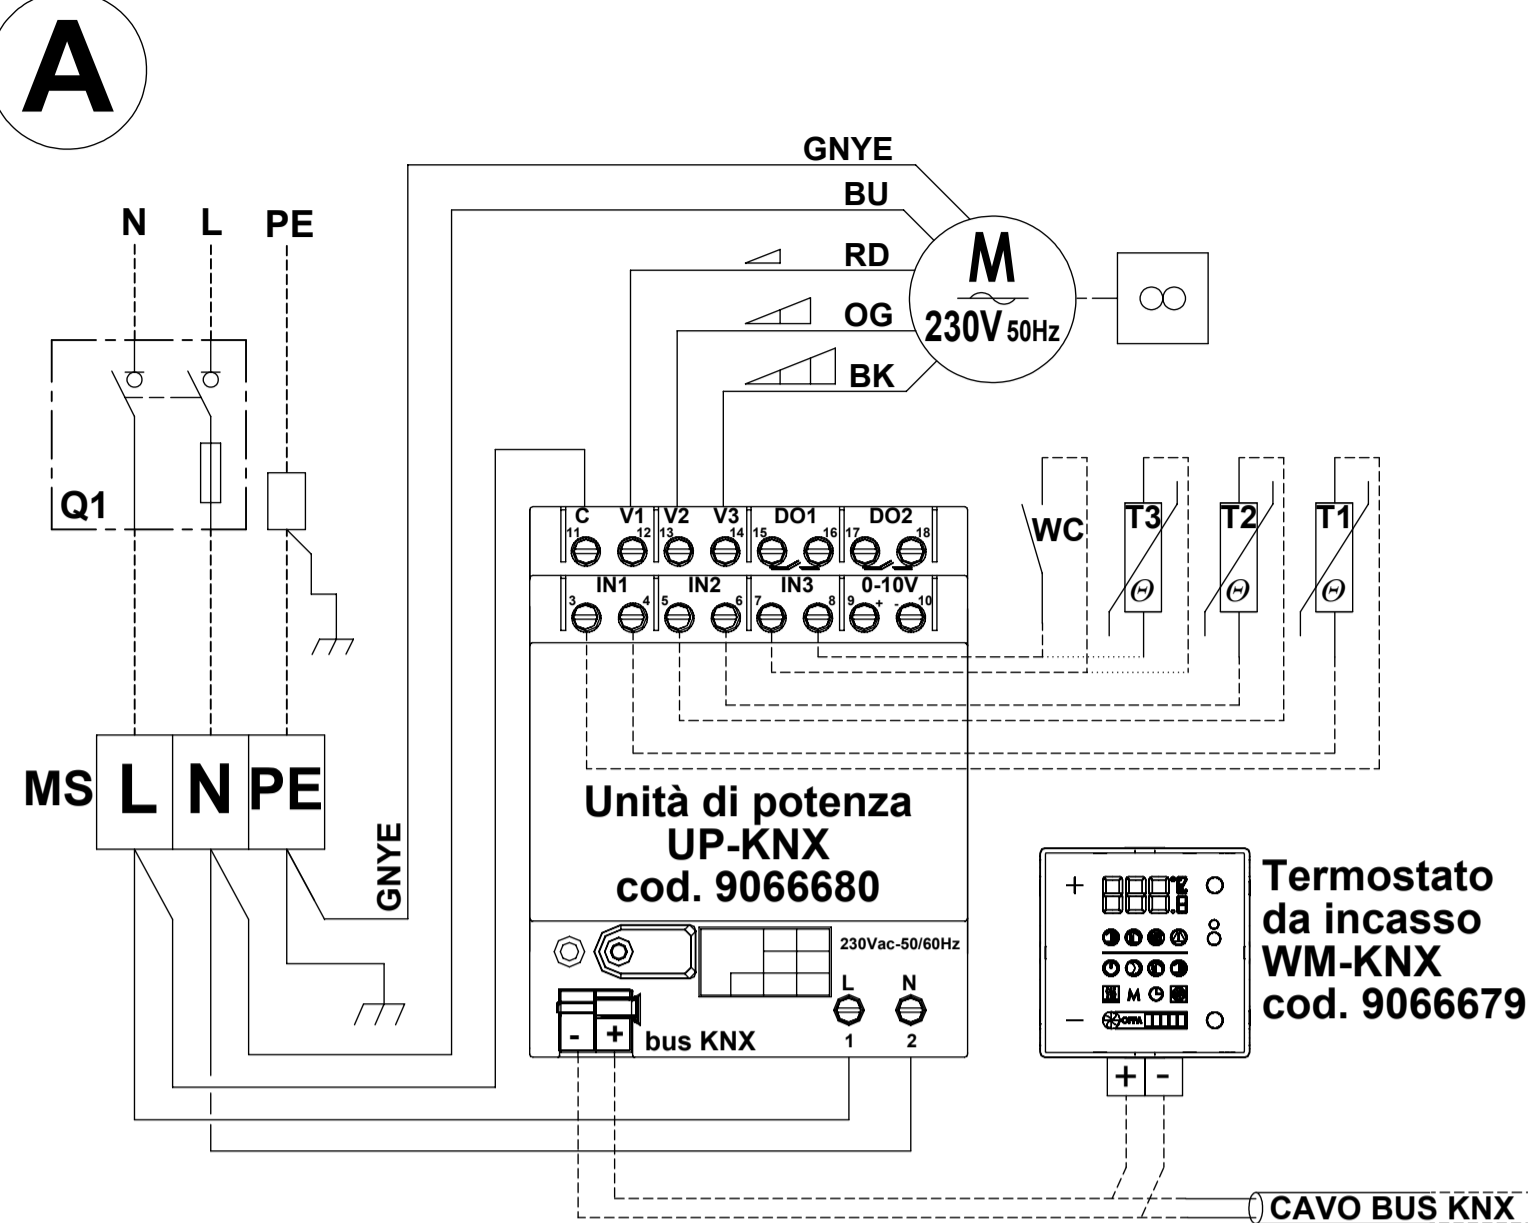 A
GNYE
BU
N L PE
RD
M
OG
230V 50Hz
BK
Q1
C V1 V2 V3 DO1 DO2
11 12 13 14 15 16 17 18
WC T3 T2 T1
IN1 IN2 IN3 0-10V
3 4 5 6 7 8 9 + - 10
Θ Θ Θ
MS L N PE
Unità di potenza
UP-KNX
cod. 9066680
GNYE
Termostato
da incasso
WM-KNX
cod. 9066679
+
230Vac-50/60Hz
L N
M
-
- + bus KNX
1 2
+ -
CAVO BUS KNX